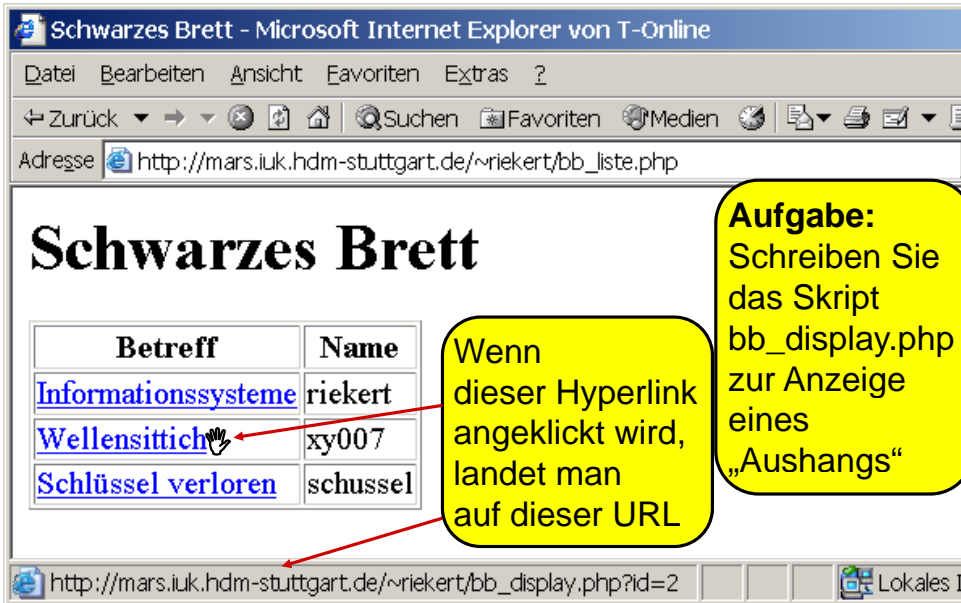 Schwarzes Brett - Microsoft Internet Explorer von T-Online
Datei Bearbeiten Ansicht Favoriten Extras ?
Zurück Suchen Favoriten Medien
Adresse http://mars.iuk.hdm-stuttgart.de/~riekert/bb_liste.php
Schwarzes Brett
Betreff Name
Informationssysteme riekert
Wellensittich xy007
Schlüssel verloren schussel
Wenn
dieser Hyperlink
angeklickt wird,
landet man
auf dieser URL
Aufgabe:
Schreiben Sie
das Skript
bb_display.php
zur Anzeige
eines
„Aushangs“
http://mars.iuk.hdm-stuttgart.de/~riekert/bb_display.php?id=2 Lokales